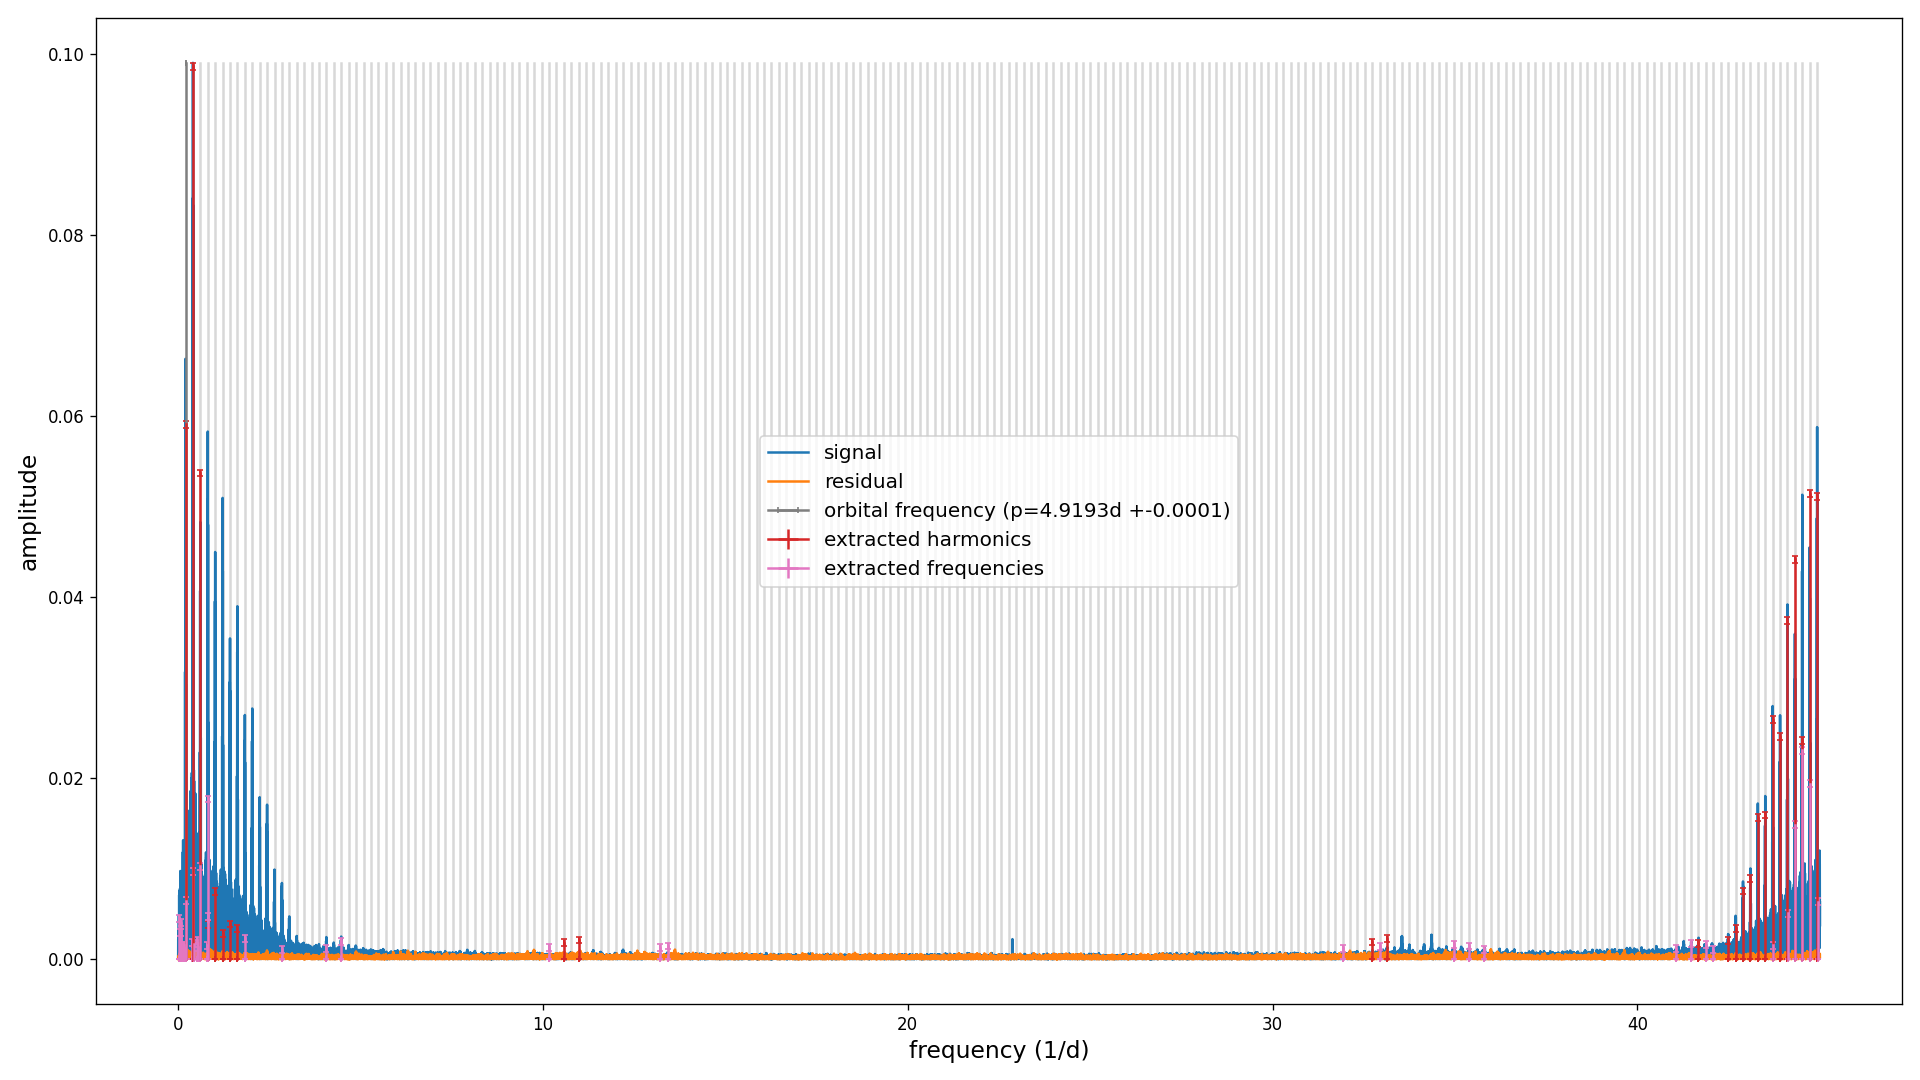 0.10
0.08
0.06
0.04
0.02
0.00
amplitude
signal
residual
orbital frequency (p=4.9193d +-0.0001)
extracted harmonics
extracted frequencies
0 10 20 30 40
frequency (1/d)